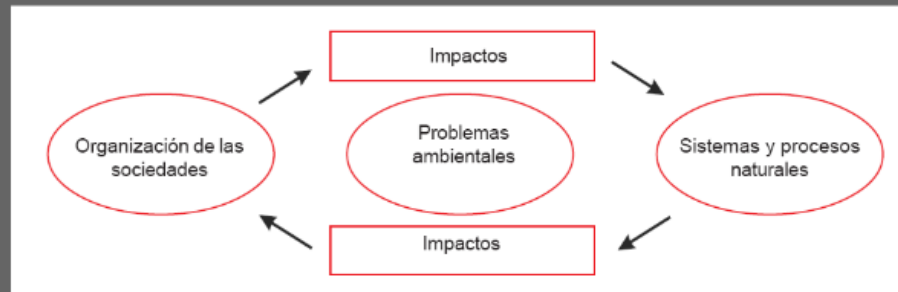 Impactos
Organización de las
sociedades
Problemas
ambientales
Sistemas y procesos
naturales
Impactos